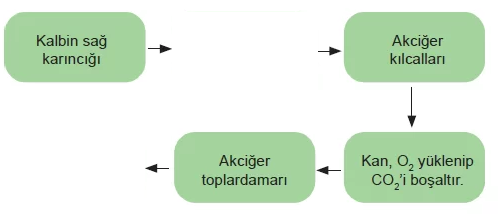 Kalbin sağ
karıncığı
Akciğer
kılcalları
Kan, O₂ yüklenip
CO₂'i boşaltır.
Akciğer
toplardamarı